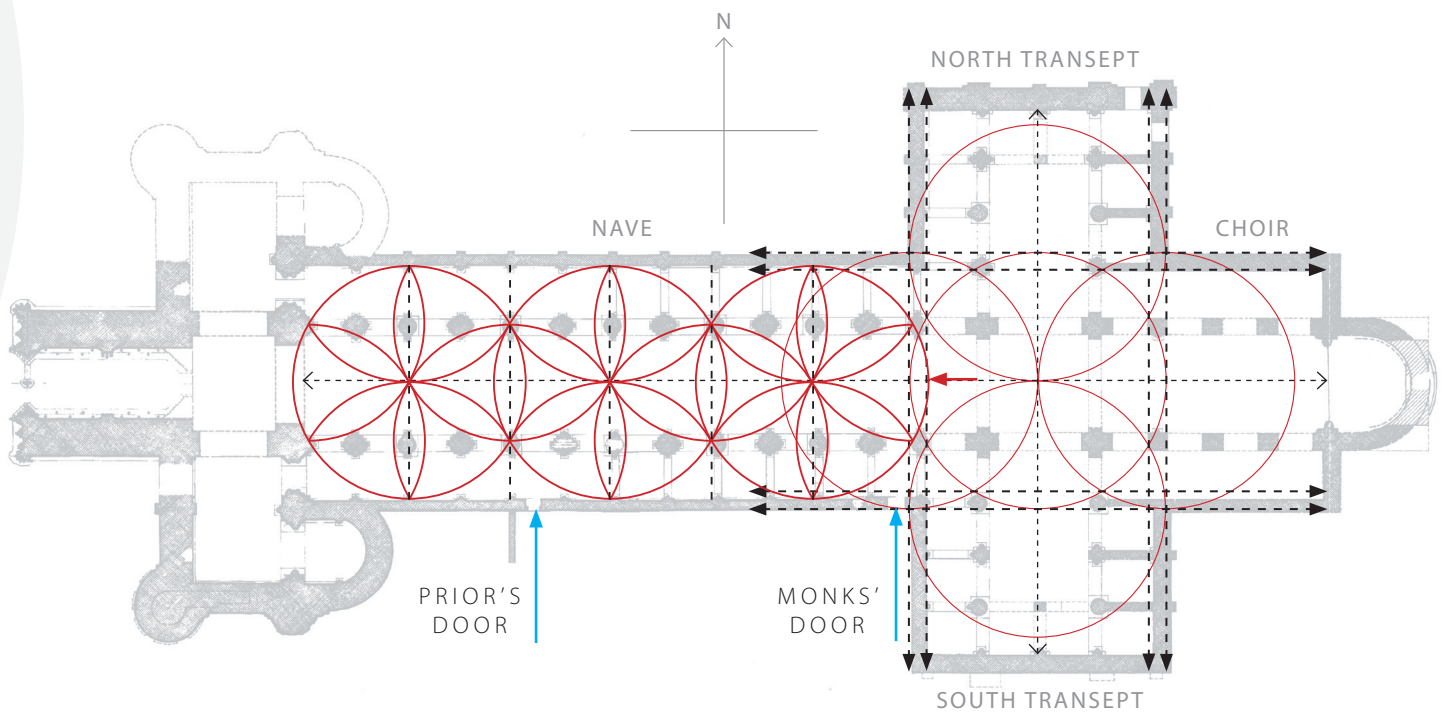 N
NORTH TRANSEPT
NAVE
CHOIR
PRIOR'S
DOOR
MONKS'
DOOR
SOUTH TRANSEPT